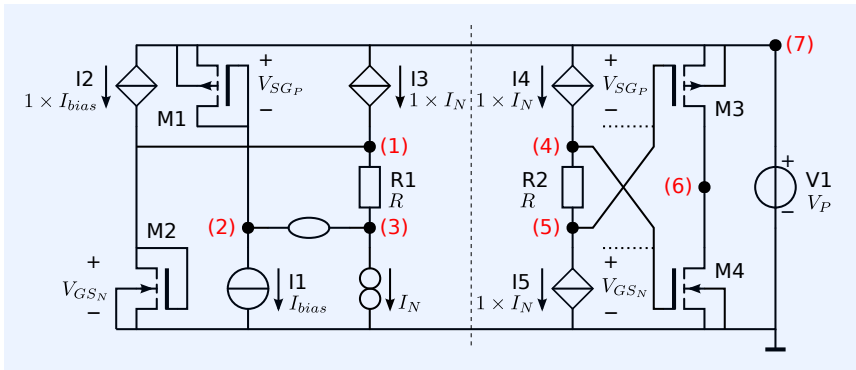 (7)
I2
1 × I_bias
M1
+
V_SG_P
−
I3
1 × I_N
I4
1 × I_N
+
V_SG_P
−
M3
(1)
(4)
R1
R
R2
R
(6)
+
V1
V_P
−
(2)
(3)
(5)
M2
+
V_GS_N
−
I1
I_bias
I_N
I5
1 × I_N
+
V_GS_N
−
M4